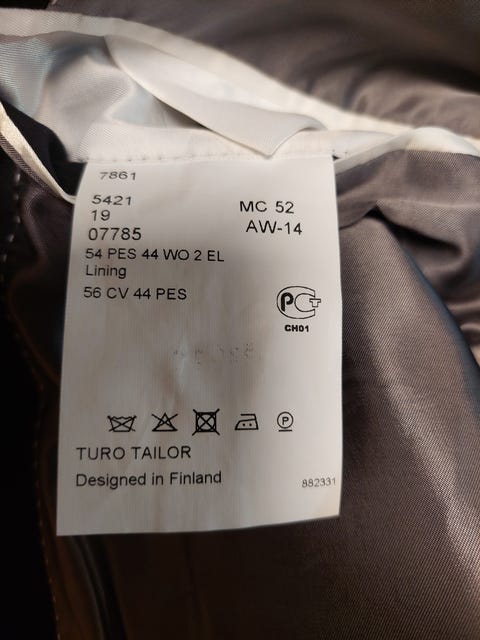 7861
5421
19
07785
MC 52
AW-14
54 PES 44 WO 2 EL
Lining
56 CV 44 PES
PCT
CH01
P
TURO TAILOR
Designed in Finland
882331